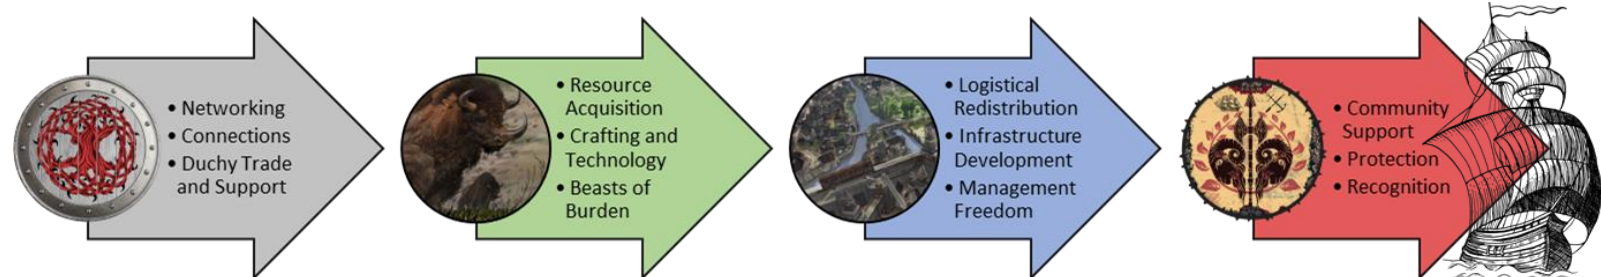 • Networking
• Connections
• Duchy Trade
and Support
• Resource
Acquisition
• Crafting and
Technology
• Beasts of
Burden
• Logistical
Redistribution
• Infrastructure
Development
• Management
Freedom
• Community
Support
• Protection
• Recognition